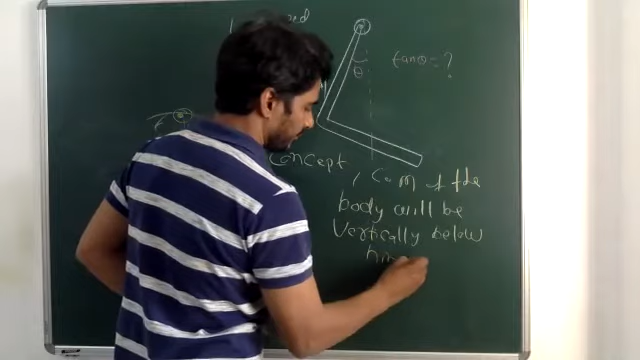 tanθ = ?
θ
concept
, COM of the
body will be
vertically below